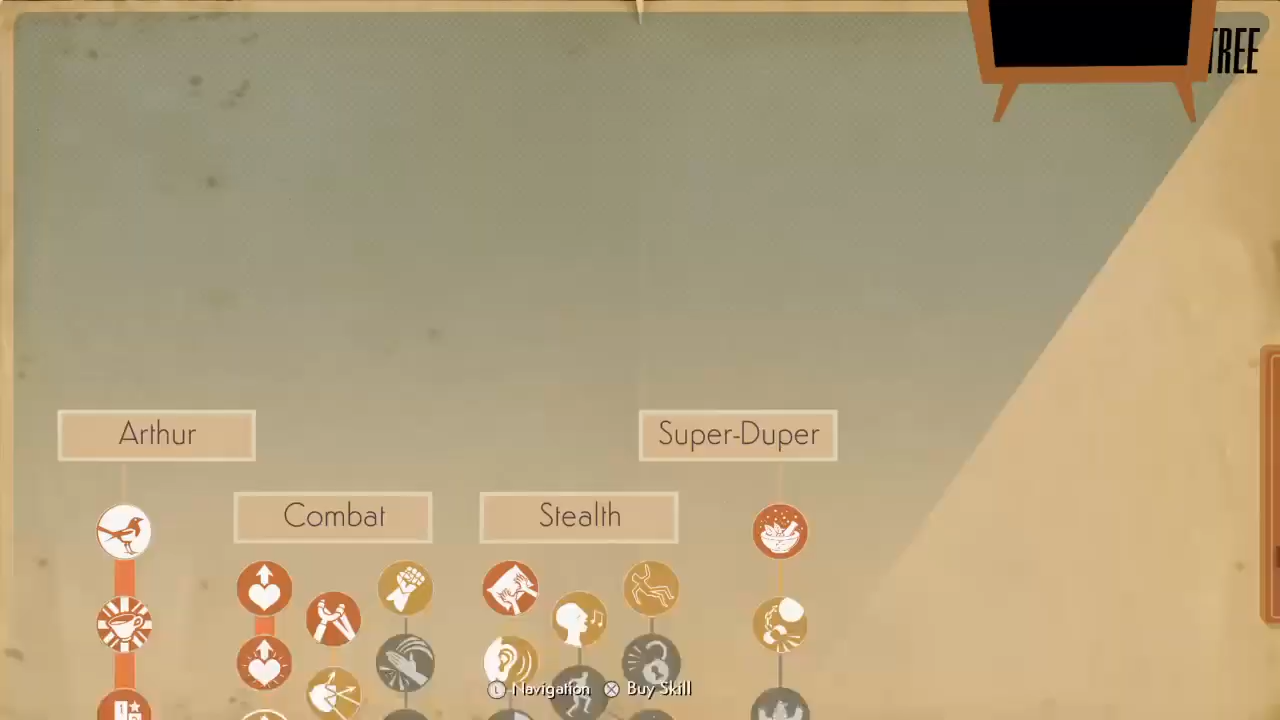 TREE
Arthur
Super-Duper
Combat
Stealth
L Navigation X Buy Skill